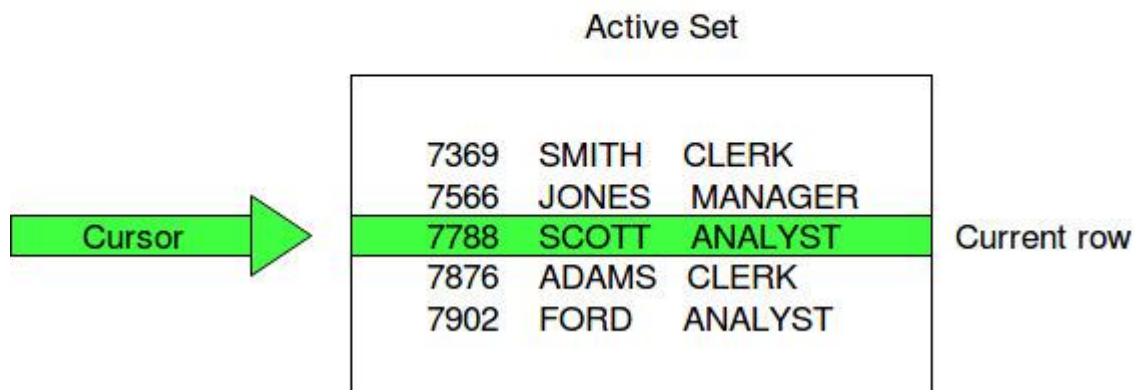 Active Set
7369 SMITH CLERK
7566 JONES MANAGER
Cursor 7788 SCOTT ANALYST Current row
7876 ADAMS CLERK
7902 FORD ANALYST